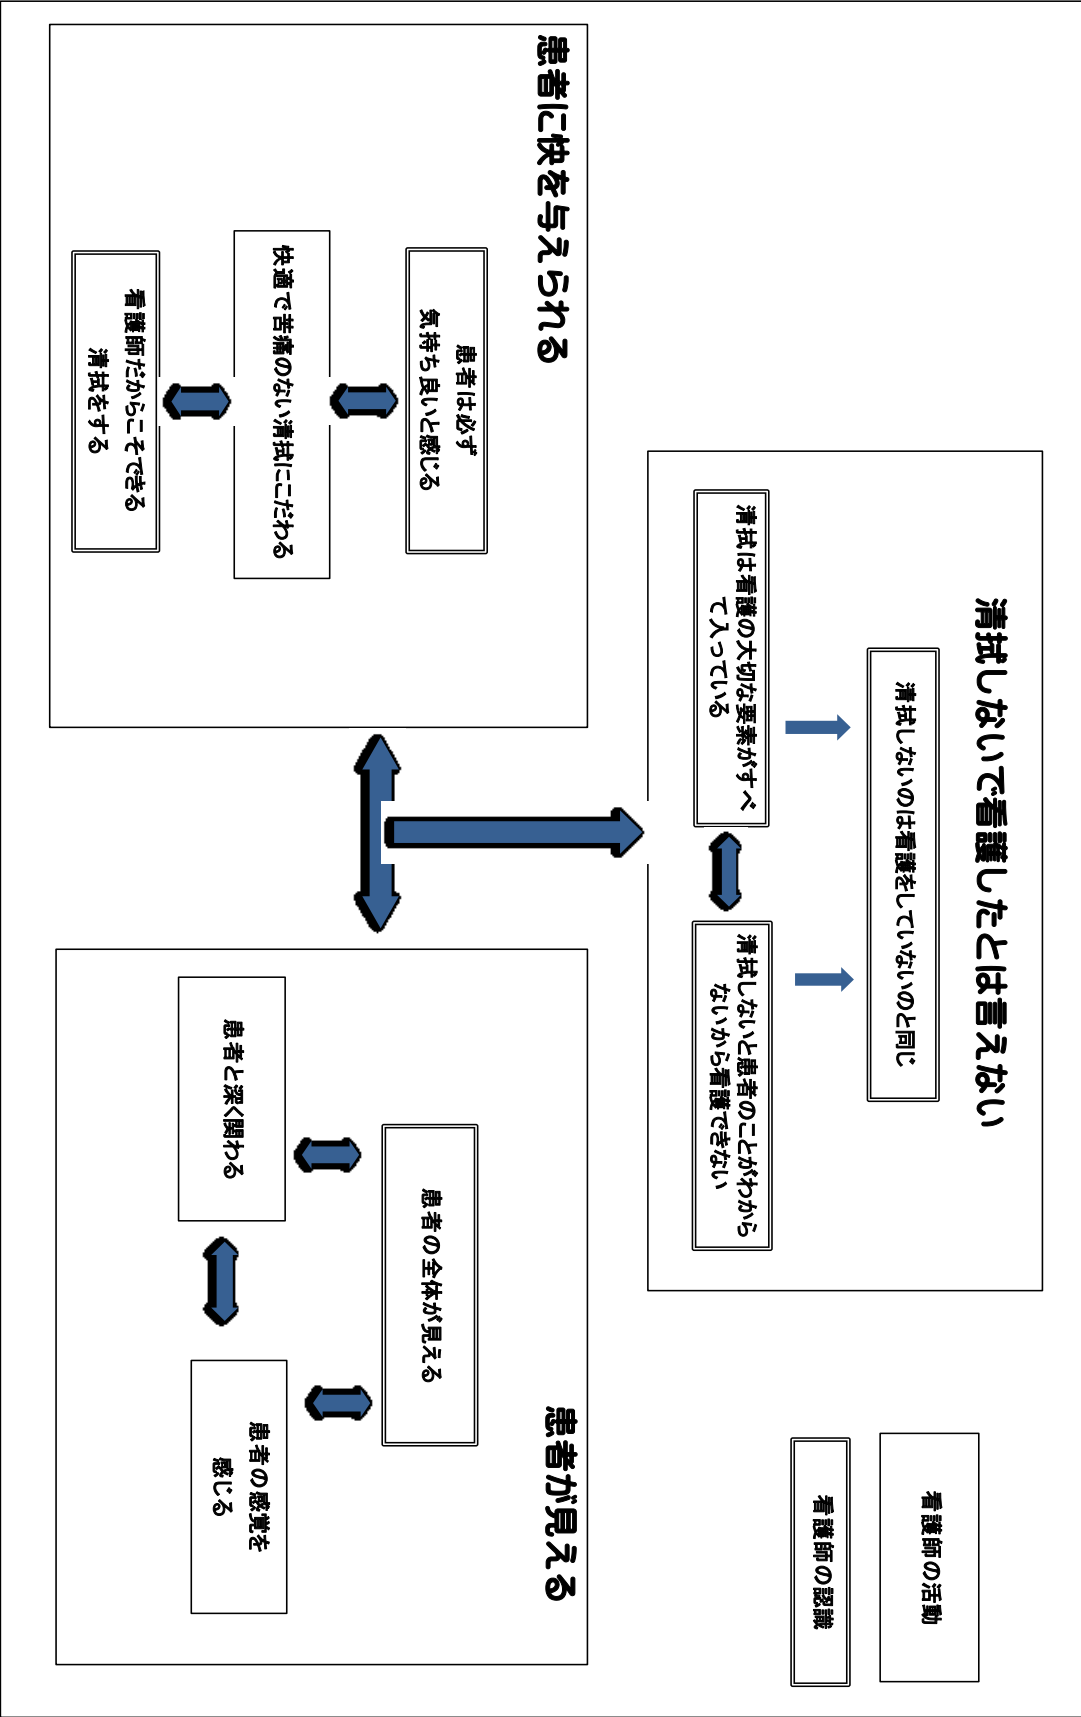 清拭しないで看護したとは言えない
清拭しないのは看護をしていないのと同じ
清拭は看護の大切な要素がすべ
て入っている
清拭しないと患者のことがわから
ないから看護できない
看護師の活動
看護師の認識
患者に快を与えられる
患者は必ず
気持ち良いと感じる
快適で苦痛のない清拭にこだわる
看護師だからこそできる
清拭をする
患者が見える
患者の全体が見える
患者と深く関わる
患者の感覚を
感じる